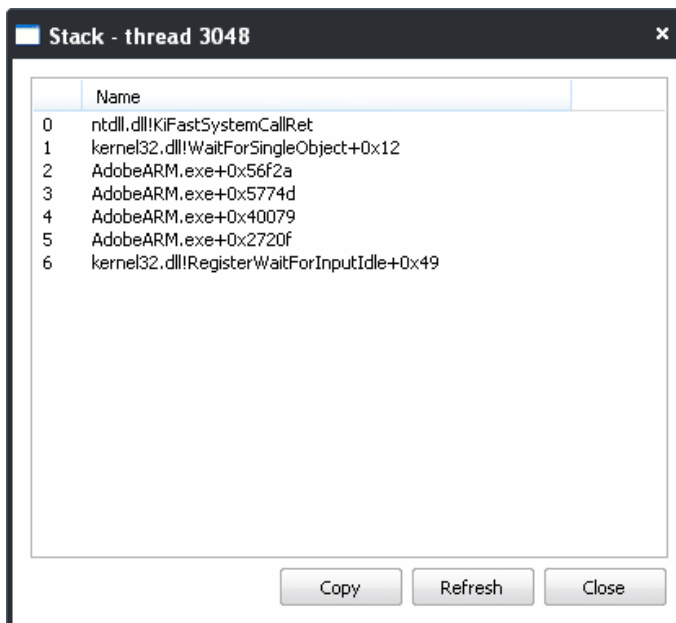 Stack - thread 3048
Name
0 ntdll.dll!KiFastSystemCallRet
1 kernel32.dll!WaitForSingleObject+0x12
2 AdobeARM.exe+0x56f2a
3 AdobeARM.exe+0x5774d
4 AdobeARM.exe+0x40079
5 AdobeARM.exe+0x2720f
6 kernel32.dll!RegisterWaitForInputIdle+0x49
Copy Refresh Close